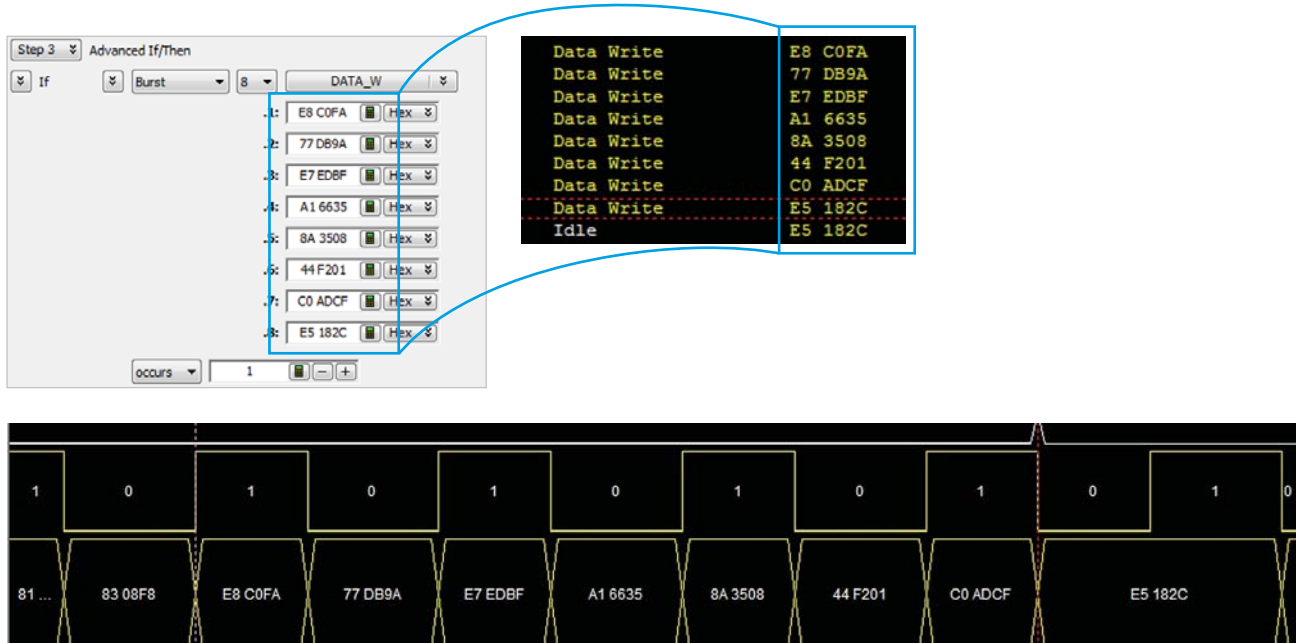 Step 3 Advanced If/Then
If Burst 8 DATA_W
.1: E8 C0FA Hex
.2: 77 DB9A Hex
.3: E7 EDBF Hex
.4: A1 6635 Hex
.5: 8A 3508 Hex
.6: 44 F201 Hex
.7: C0 ADCF Hex
.8: E5 182C Hex
occurs 1
Data Write E8 C0FA
Data Write 77 DB9A
Data Write E7 EDBF
Data Write A1 6635
Data Write 8A 3508
Data Write 44 F201
Data Write C0 ADCF
Data Write E5 182C
Idle E5 182C
1 0 1 0 1 0 1 0 1 0 1 0
81 ... 83 08F8 E8 C0FA 77 DB9A E7 EDBF A1 6635 8A 3508 44 F201 C0 ADCF E5 182C